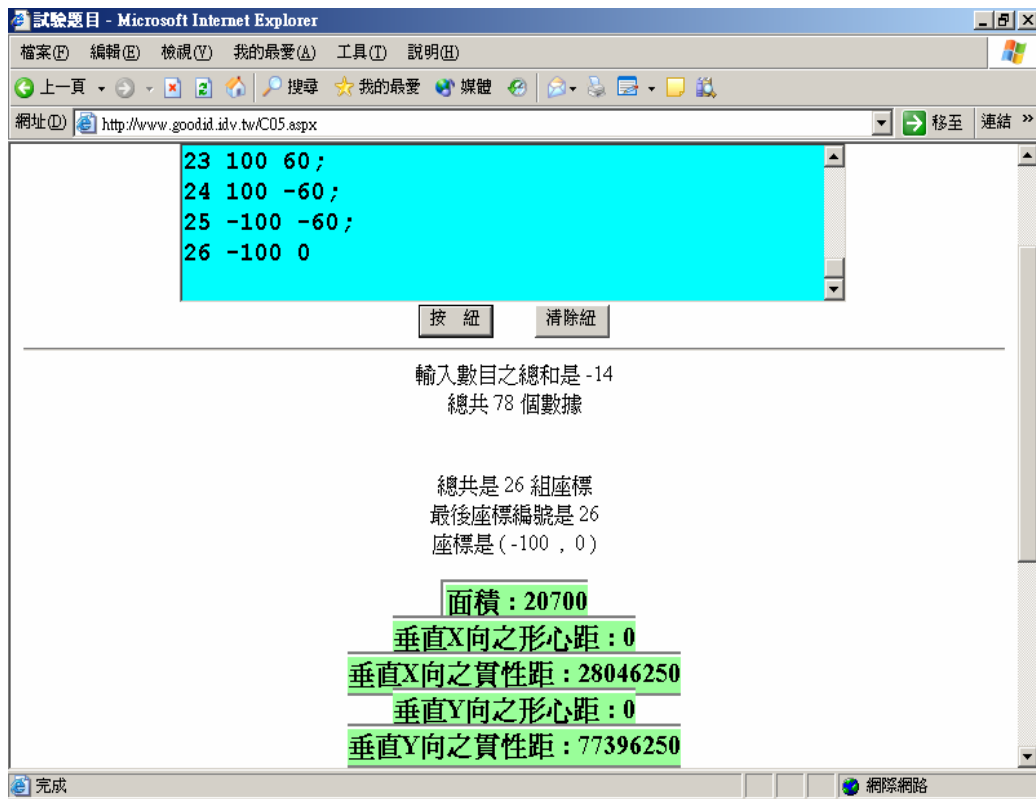 試驗題目 - Microsoft Internet Explorer
檔案(F) 編輯(E) 檢視(V) 我的最愛(A) 工具(T) 說明(H)
上一頁 搜尋 我的最愛 媒體
網址(D) http://www.goodid.idv.tw/C05.aspx 移至 連結 »
23 100 60;
24 100 -60;
25 -100 -60;
26 -100 0
按 紐 清除紐
輸入數目之總和是 -14
總共 78 個數據
總共是 26 組座標
最後座標編號是 26
座標是 ( -100 , 0 )
面積：20700
垂直X向之形心距：0
垂直X向之質性距：28046250
垂直Y向之形心距：0
垂直Y向之質性距：77396250
完成 網際網路